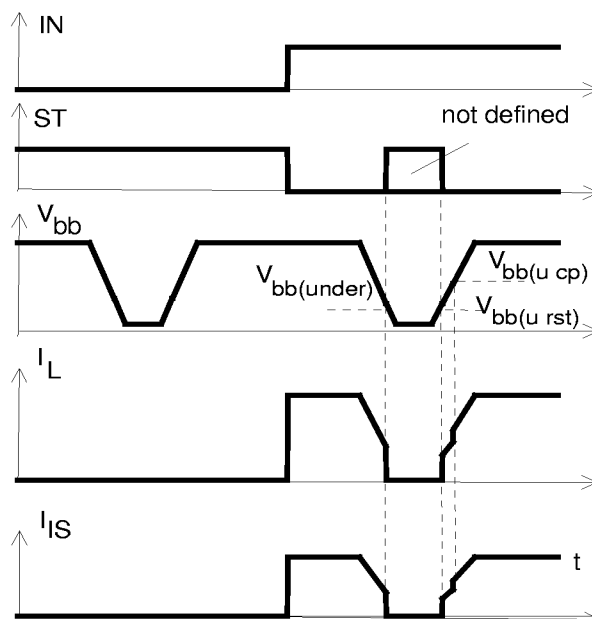 IN
ST
not defined
Vbb
Vbb(under)
Vbb(u cp)
Vbb(u rst)
IL
IIS
t